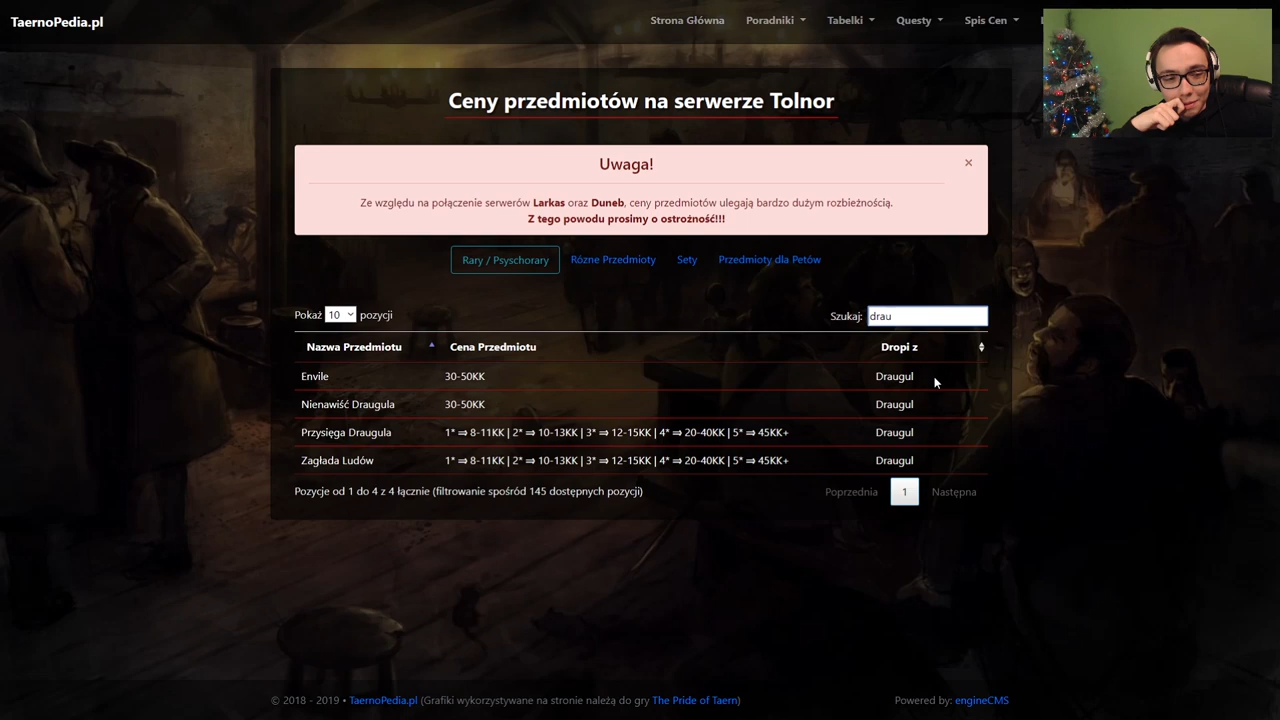 TaernoPedia.pl
Strona Główna Poradniki Tabelki Questy Spis Cen
Ceny przedmiotów na serwerze Tolnor
Uwaga! ×
Ze względu na połączenie serwerów Larkas oraz Duneb, ceny przedmiotów ulegają bardzo dużym rozbieżnością.
Z tego powodu prosimy o ostrożność!!!
Rary / Psyschorary Rózne Przedmioty Sety Przedmioty dla Petów
Pokaż 10 pozycji Szukaj: drau
Nazwa Przedmiotu Cena Przedmiotu Dropi z
Envile 30-50KK Draugul
Nienawiść Draugula 30-50KK Draugul
Przysięga Draugula 1* ⇒ 8-11KK | 2* ⇒ 10-13KK | 3* ⇒ 12-15KK | 4* ⇒ 20-40KK | 5* ⇒ 45KK+ Draugul
Zagłada Ludów 1* ⇒ 8-11KK | 2* ⇒ 10-13KK | 3* ⇒ 12-15KK | 4* ⇒ 20-40KK | 5* ⇒ 45KK+ Draugul
Pozycje od 1 do 4 z 4 łącznie (filtrowanie spośród 145 dostępnych pozycji) Poprzednia 1 Następna
© 2018 - 2019 • TaernoPedia.pl (Grafiki wykorzystywane na stronie należą do gry The Pride of Taern) Powered by: engineCMS